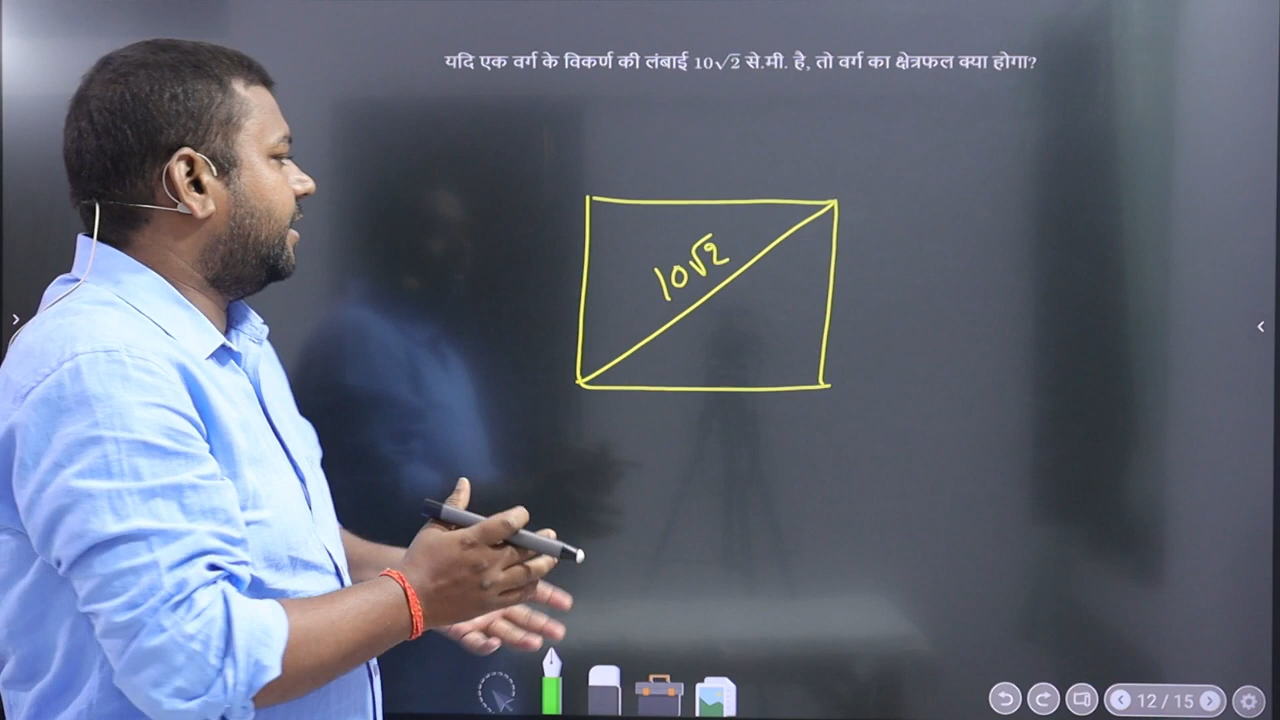 यदि एक वर्ग के विकर्ण की लंबाई 10√2 से.मी. है, तो वर्ग का क्षेत्रफल क्या होगा?
10√2
12 / 15